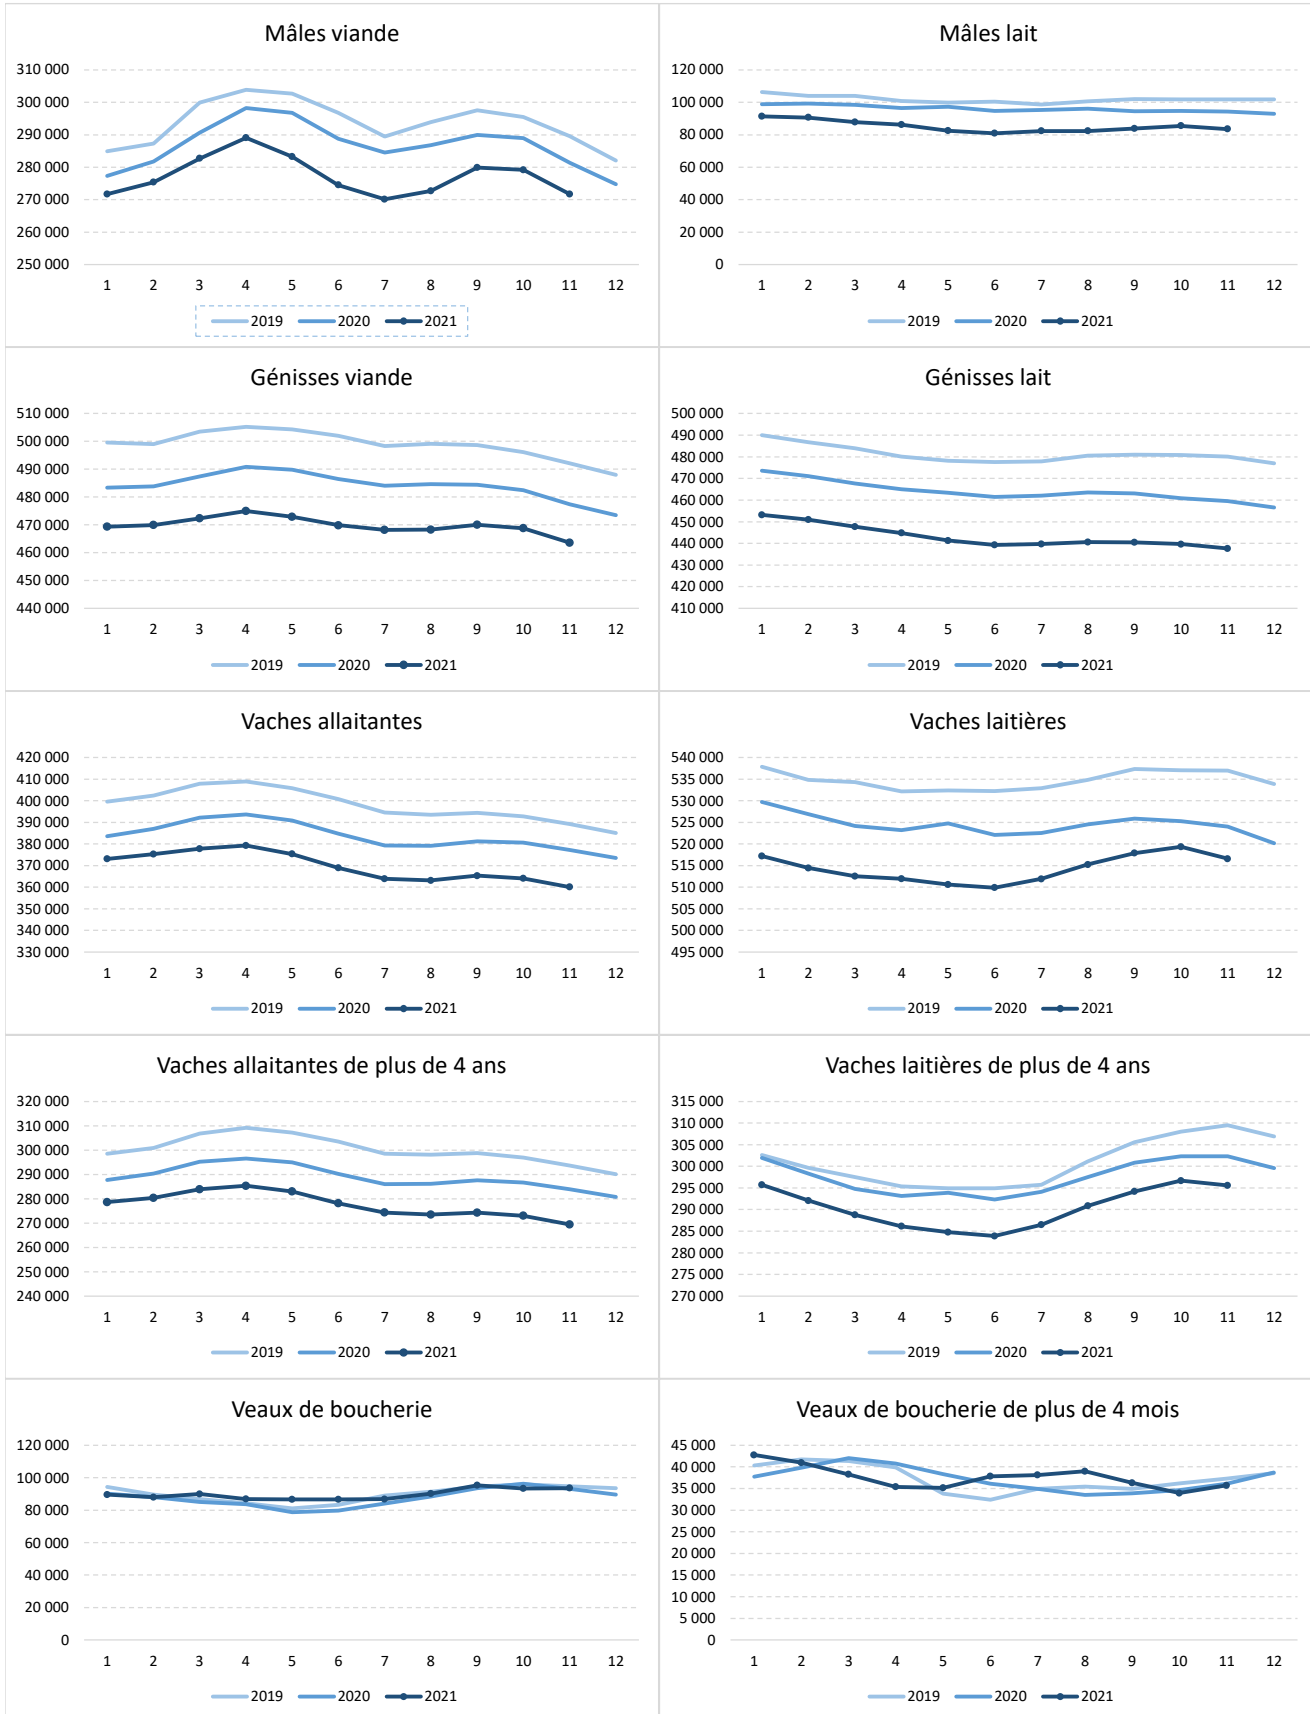 Mâles viande
310 000
300 000
290 000
280 000
270 000
260 000
250 000
1 2 3 4 5 6 7 8 9 10 11 12
2019 2020 2021
Mâles lait
120 000
100 000
80 000
60 000
40 000
20 000
0
1 2 3 4 5 6 7 8 9 10 11 12
2019 2020 2021
Génisses viande
510 000
500 000
490 000
480 000
470 000
460 000
450 000
440 000
1 2 3 4 5 6 7 8 9 10 11 12
2019 2020 2021
Génisses lait
500 000
490 000
480 000
470 000
460 000
450 000
440 000
430 000
420 000
410 000
1 2 3 4 5 6 7 8 9 10 11 12
2019 2020 2021
Vaches allaitantes
420 000
410 000
400 000
390 000
380 000
370 000
360 000
350 000
340 000
330 000
1 2 3 4 5 6 7 8 9 10 11 12
2019 2020 2021
Vaches laitières
540 000
535 000
530 000
525 000
520 000
515 000
510 000
505 000
500 000
495 000
1 2 3 4 5 6 7 8 9 10 11 12
2019 2020 2021
Vaches allaitantes de plus de 4 ans
320 000
310 000
300 000
290 000
280 000
270 000
260 000
250 000
240 000
1 2 3 4 5 6 7 8 9 10 11 12
2019 2020 2021
Vaches laitières de plus de 4 ans
315 000
310 000
305 000
300 000
295 000
290 000
285 000
280 000
275 000
270 000
1 2 3 4 5 6 7 8 9 10 11 12
2019 2020 2021
Veaux de boucherie
120 000
100 000
80 000
60 000
40 000
20 000
0
1 2 3 4 5 6 7 8 9 10 11 12
2019 2020 2021
Veaux de boucherie de plus de 4 mois
45 000
40 000
35 000
30 000
25 000
20 000
15 000
10 000
5 000
0
1 2 3 4 5 6 7 8 9 10 11 12
2019 2020 2021